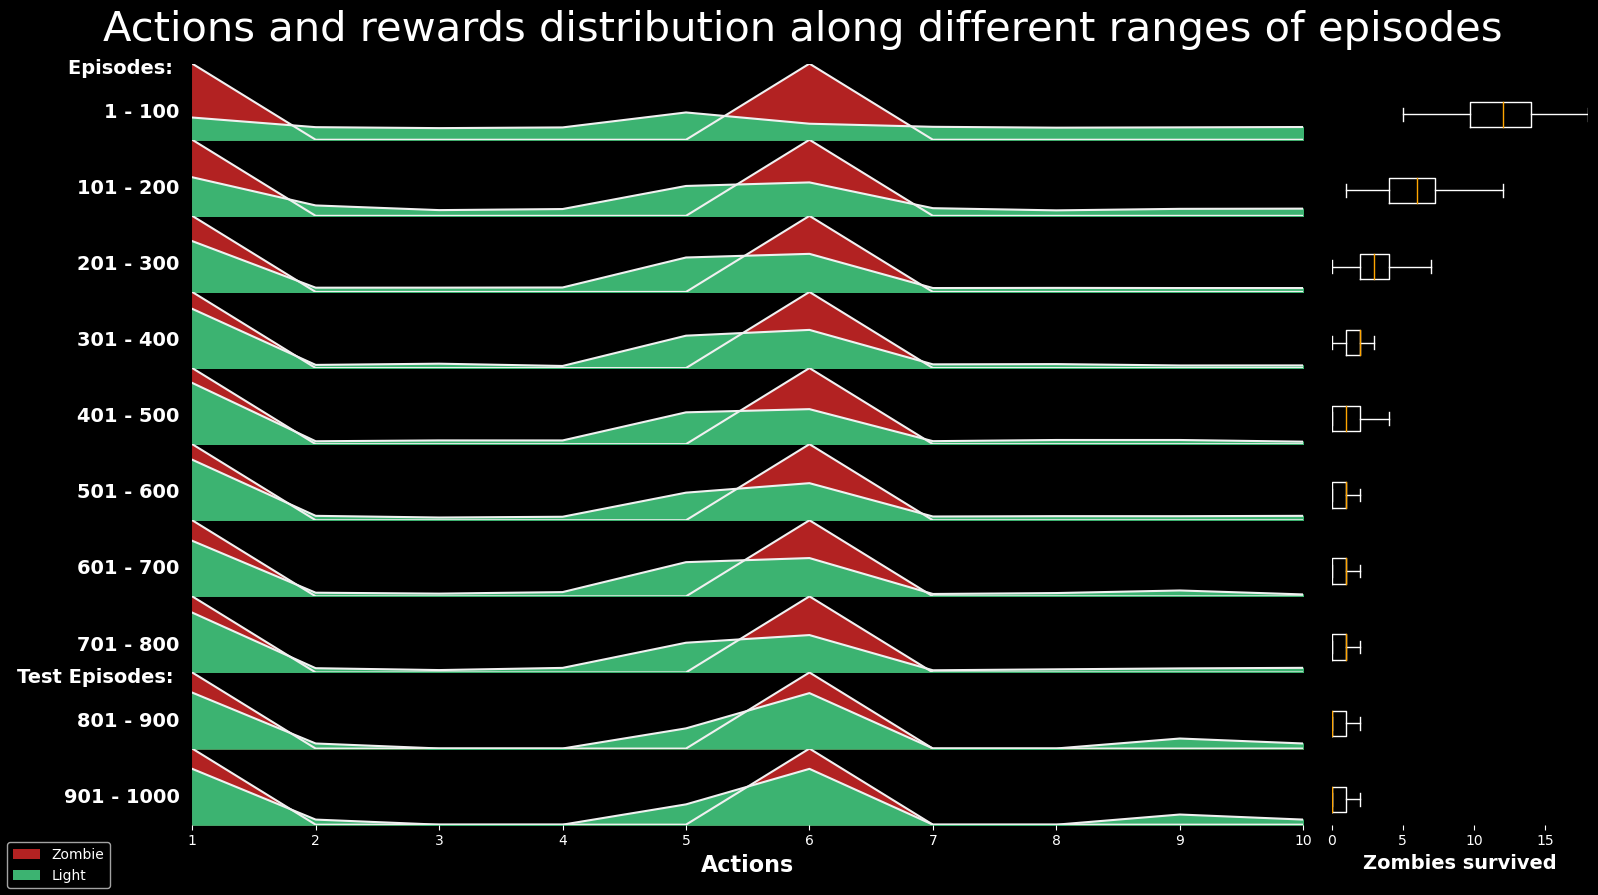 Actions and rewards distribution along different ranges of episodes
Episodes:
1 - 100
101 - 200
201 - 300
301 - 400
401 - 500
501 - 600
601 - 700
701 - 800
Test Episodes:
801 - 900
901 - 1000
1 2 3 4 5 6 7 8 9 10
0 5 10 15
Actions
Zombies survived
Zombie
Light